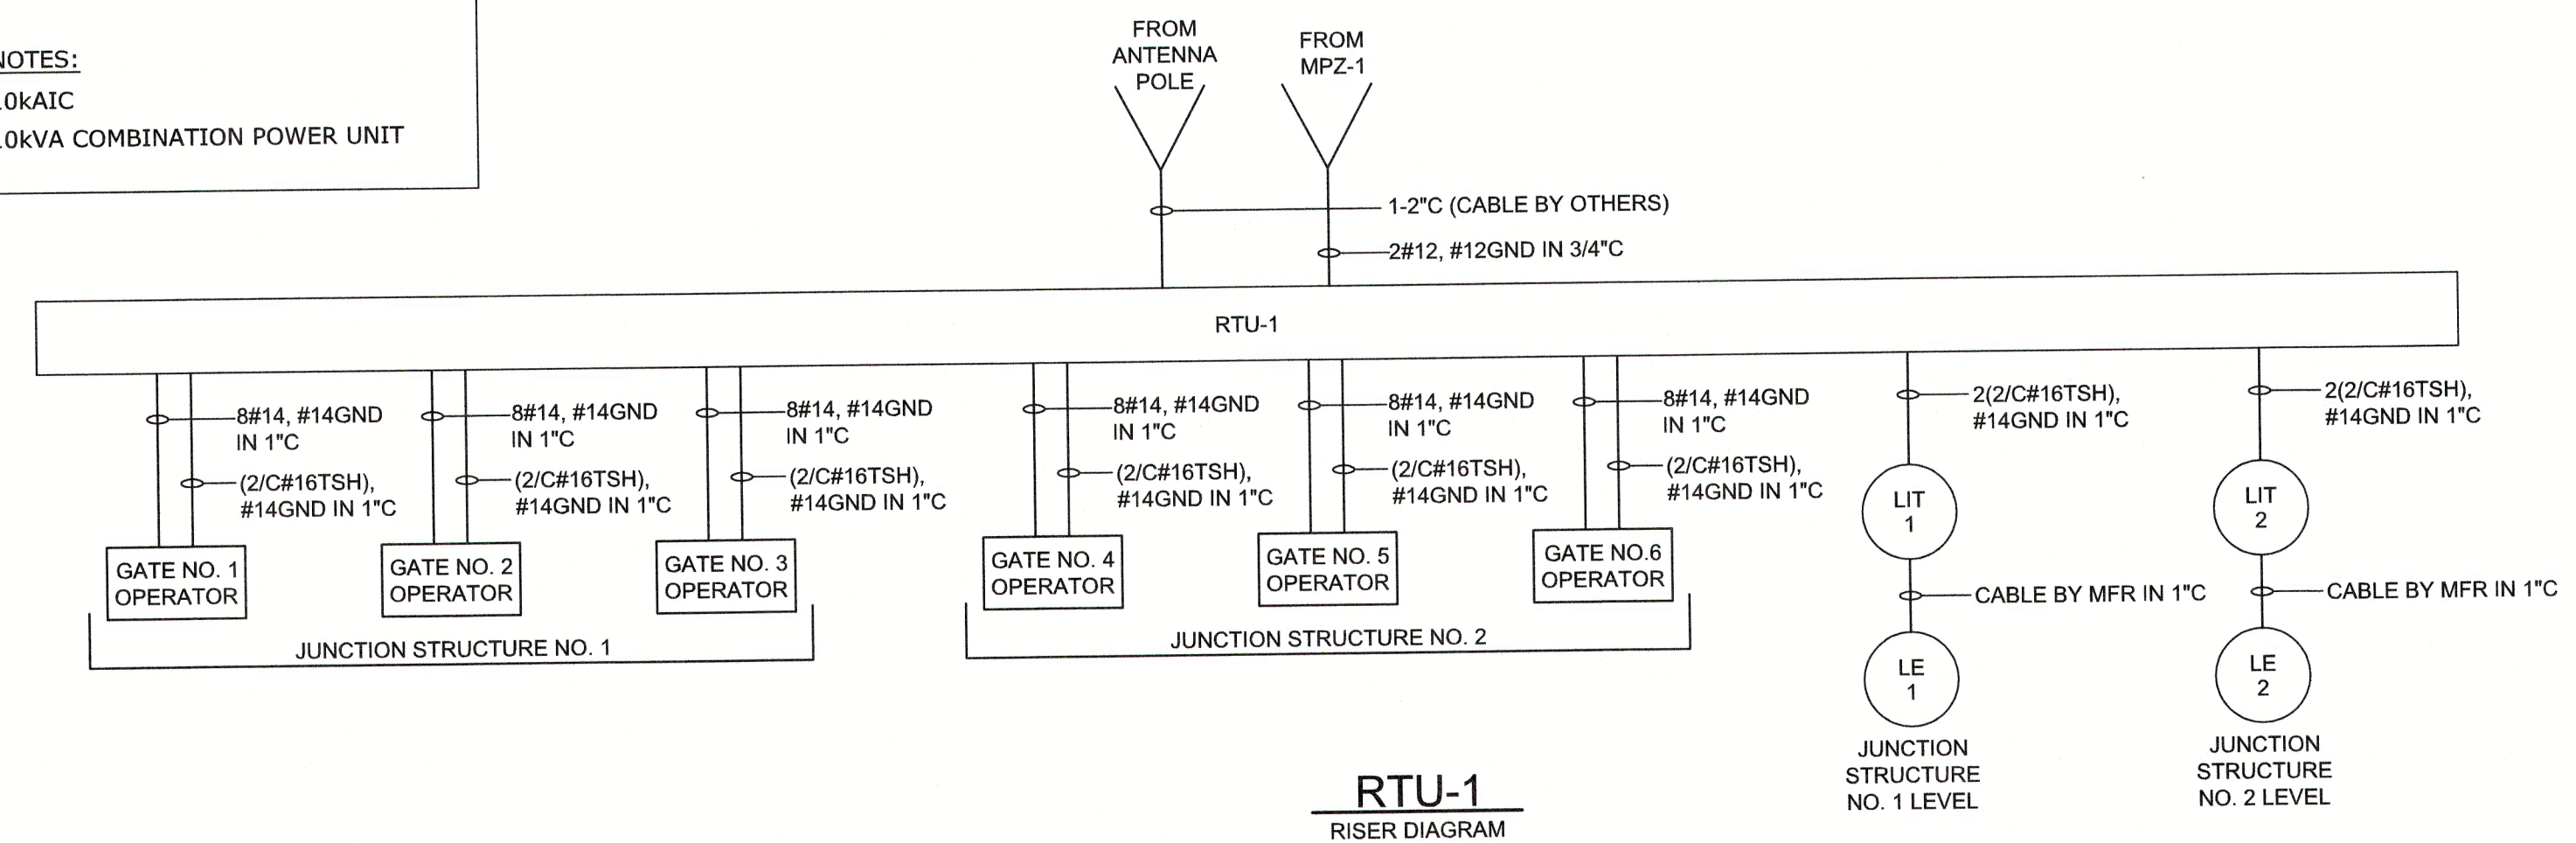 NOTES:
.0kAIC
.0kVA COMBINATION POWER UNIT
FROM
ANTENNA
POLE
FROM
MPZ-1
1-2"C (CABLE BY OTHERS)
2#12, #12GND IN 3/4"C
RTU-1
8#14, #14GND
IN 1"C
(2/C#16TSH),
#14GND IN 1"C
8#14, #14GND
IN 1"C
(2/C#16TSH),
#14GND IN 1"C
8#14, #14GND
IN 1"C
(2/C#16TSH),
#14GND IN 1"C
8#14, #14GND
IN 1"C
(2/C#16TSH),
#14GND IN 1"C
8#14, #14GND
IN 1"C
(2/C#16TSH),
#14GND IN 1"C
8#14, #14GND
IN 1"C
(2/C#16TSH),
#14GND IN 1"C
2(2/C#16TSH),
#14GND IN 1"C
2(2/C#16TSH),
#14GND IN 1"C
GATE NO. 1
OPERATOR
GATE NO. 2
OPERATOR
GATE NO. 3
OPERATOR
GATE NO. 4
OPERATOR
GATE NO. 5
OPERATOR
GATE NO.6
OPERATOR
LIT
1
LIT
2
CABLE BY MFR IN 1"C
CABLE BY MFR IN 1"C
JUNCTION STRUCTURE NO. 1
JUNCTION STRUCTURE NO. 2
LE
1
LE
2
JUNCTION
STRUCTURE
NO. 1 LEVEL
JUNCTION
STRUCTURE
NO. 2 LEVEL
RTU-1
RISER DIAGRAM